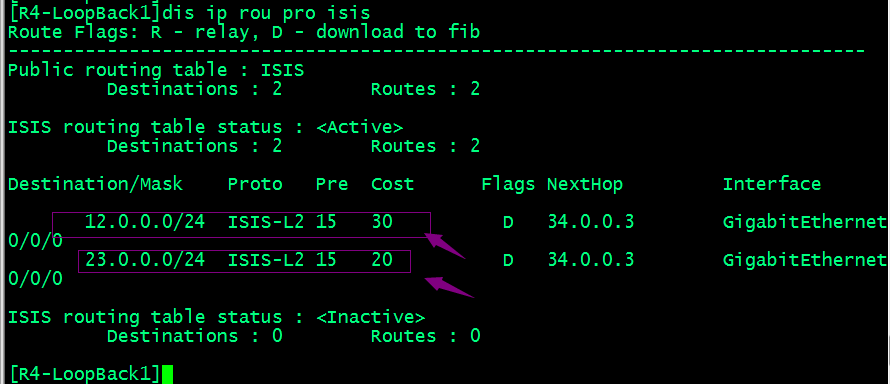 [R4-LoopBack1]dis ip rou pro isis
Route Flags: R - relay, D - download to fib
------------------------------------------------------------------------------
Public routing table : ISIS
         Destinations : 2        Routes : 2
ISIS routing table status : <Active>
         Destinations : 2        Routes : 2
Destination/Mask    Proto   Pre  Cost      Flags NextHop         Interface
       12.0.0.0/24  ISIS-L2 15   30          D   34.0.0.3        GigabitEthernet
0/0/0
       23.0.0.0/24  ISIS-L2 15   20          D   34.0.0.3        GigabitEthernet
0/0/0
ISIS routing table status : <Inactive>
         Destinations : 0        Routes : 0
[R4-LoopBack1]